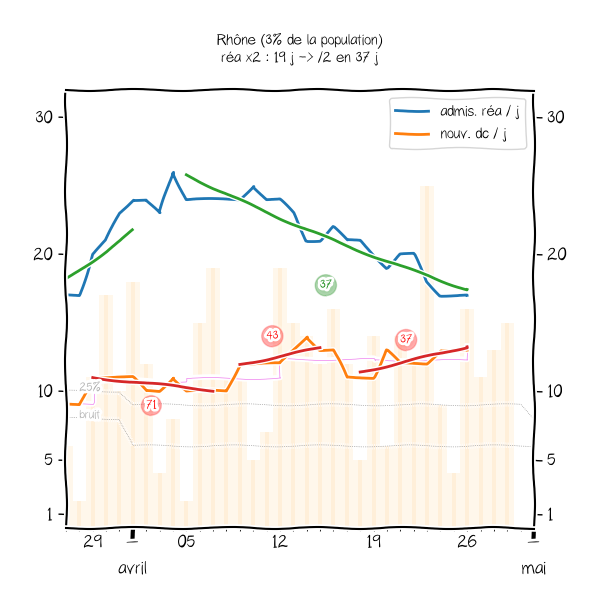 Rhône (3% de la population)
réa x2 : 19 j -> /2 en 37 j
admis. réa / j
nouv. dc / j
30
30
20
20
37
43
37
71
25%
bruit
10
10
5
5
1
1
29
05
12
19
26
avril
mai